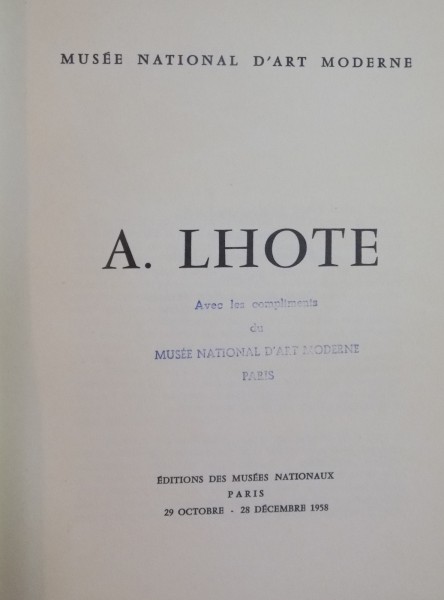 MUSÉE NATIONAL D'ART MODERNE
A. LHOTE
Avec les compliments
du
MUSÉE NATIONAL D'ART MODERNE
PARIS
ÉDITIONS DES MUSÉES NATIONAUX
PARIS
29 OCTOBRE - 28 DÉCEMBRE 1958